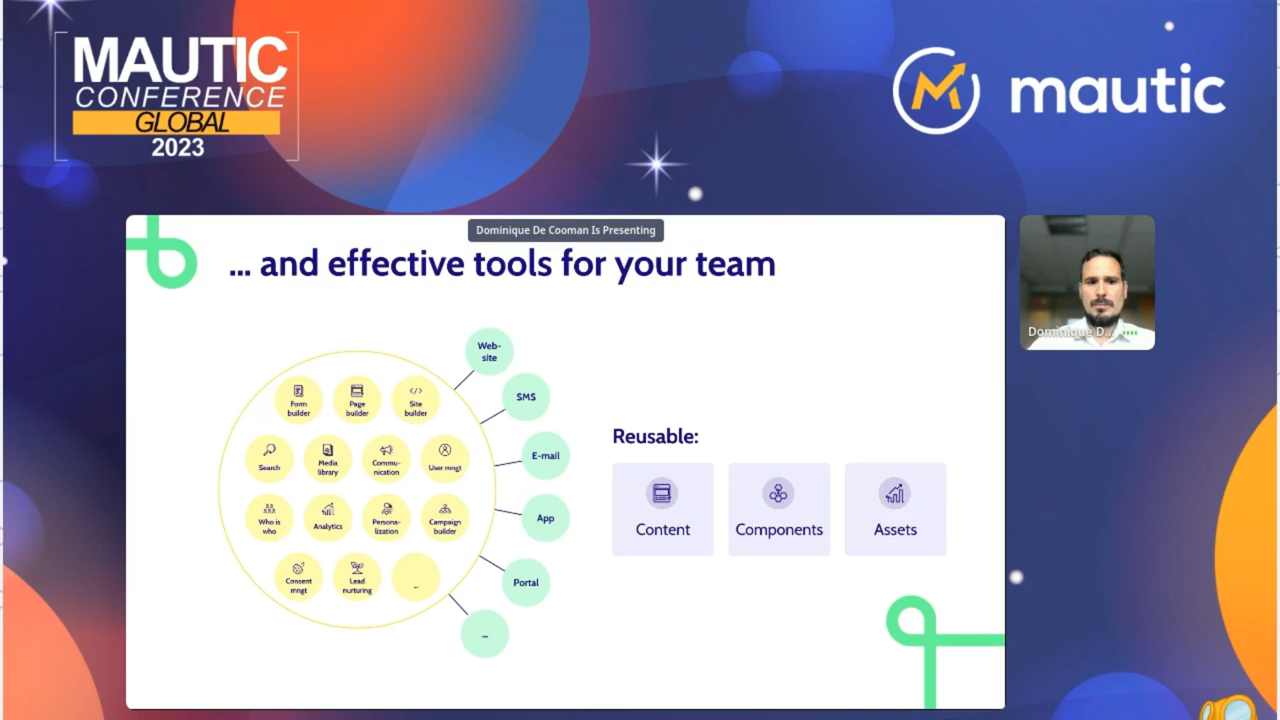 MAUTIC
CONFERENCE
GLOBAL
2023
mautic
Dominique De Cooman Is Presenting
... and effective tools for your team
Form
builder
Page
builder
Site
builder
Search
Media
library
Commu-
nication
User mngt
Who is
who
Analytics
Persona-
lization
Campaign
builder
Consent
mngt
Lead
nurturing
...
Web-
site
SMS
E-mail
App
Portal
...
Reusable:
Content
Components
Assets
Dominique D...